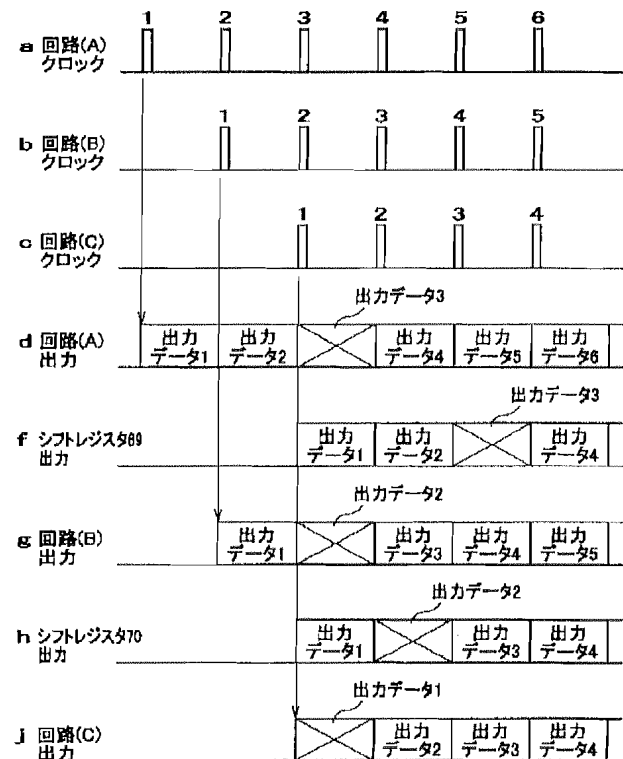 1 2 3 4 5 6
a 回路(A)
クロック
1 2 3 4 5
b 回路(B)
クロック
1 2 3 4
c 回路(C)
クロック
出力データ3
d 回路(A)
出力
出力 出力 出力 出力 出力
データ1 データ2 データ4 データ5 データ6
出力データ3
f シフトレジスタ69
出力
出力 出力 出力
データ1 データ2 データ4
出力データ2
g 回路(B)
出力
出力 出力 出力 出力
データ1 データ3 データ4 データ5
出力データ2
h シフトレジスタ70
出力
出力 出力 出力
データ1 データ3 データ4
出力データ1
j 回路(C)
出力
出力 出力 出力
データ2 データ3 データ4